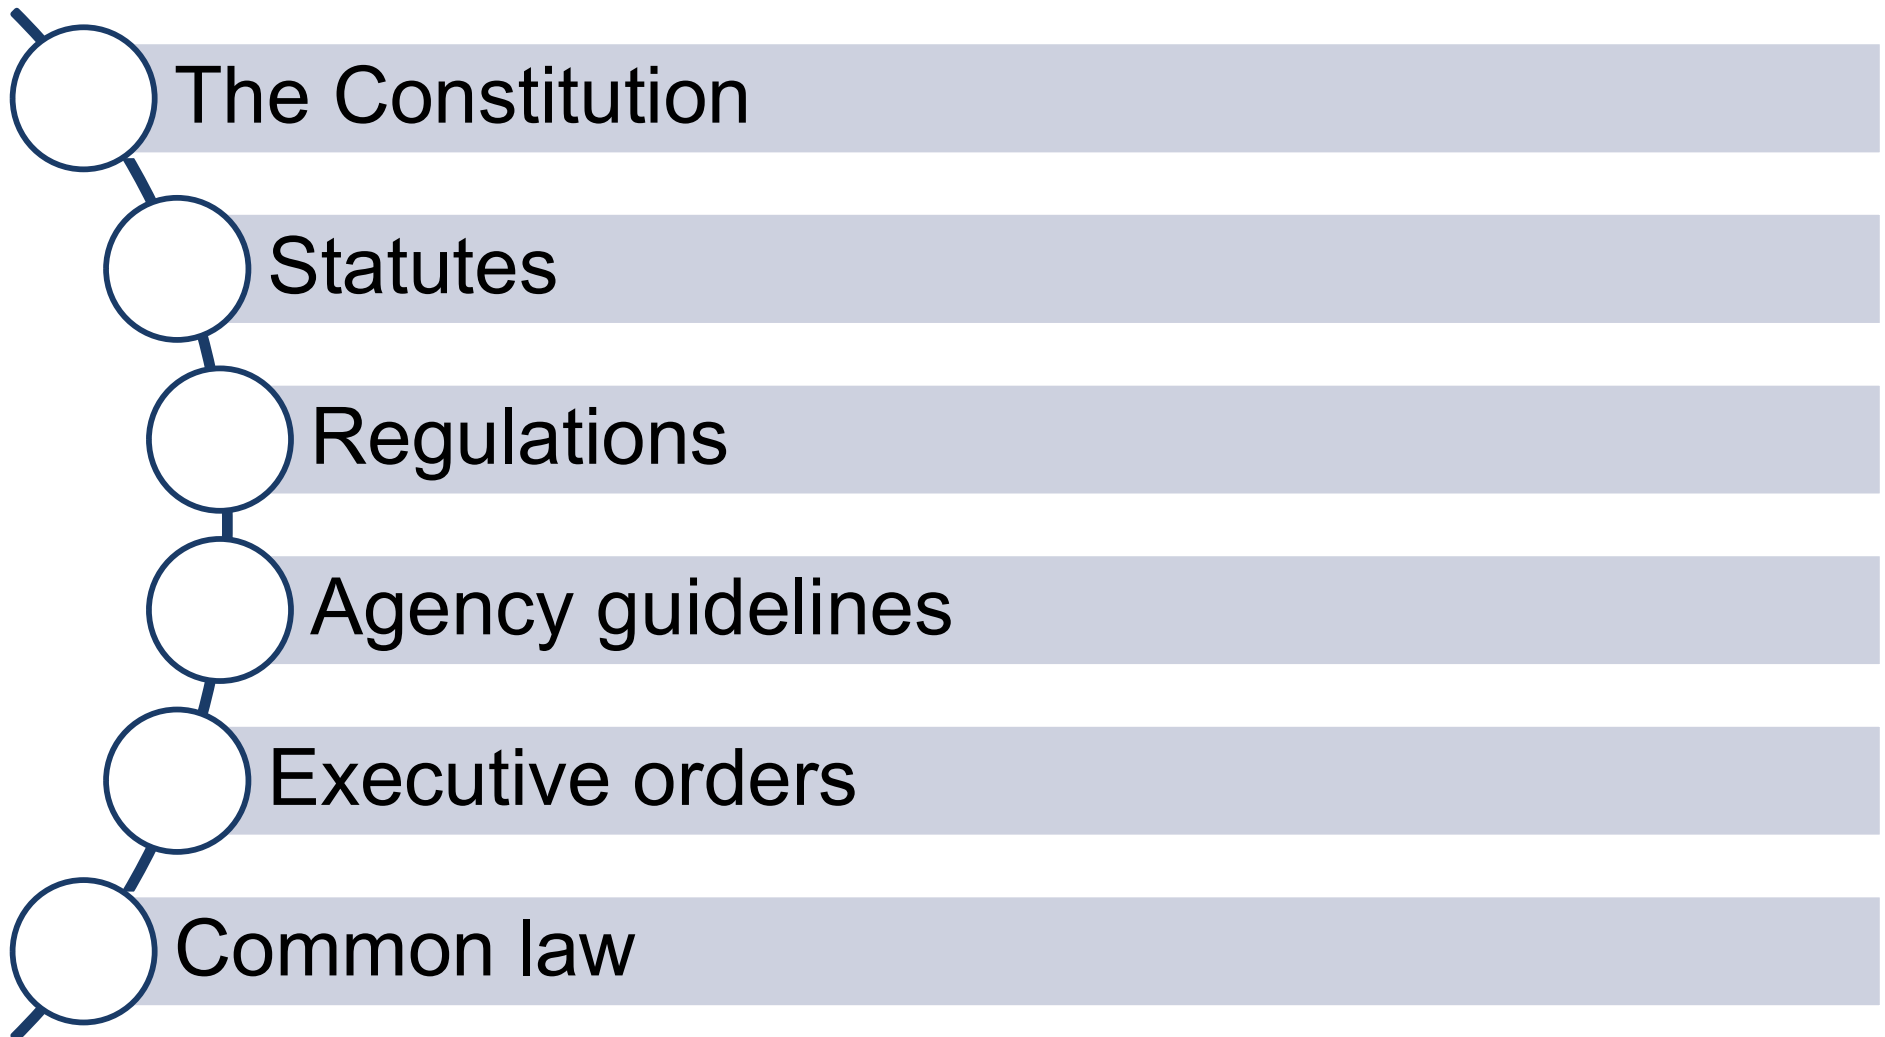 The Constitution
Statutes
Regulations
Agency guidelines
Executive orders
Common law